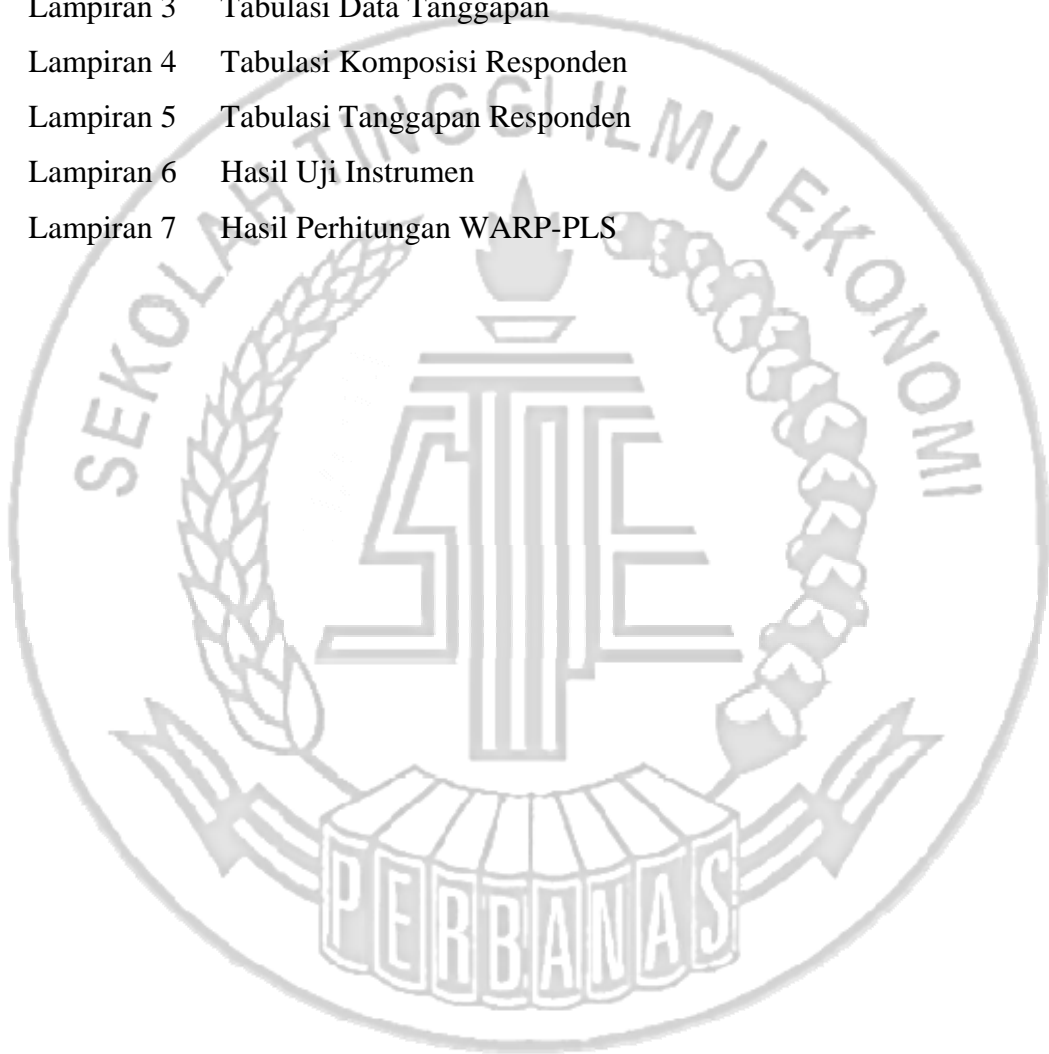 Lampiran 3 Tabulasi Data Tanggapan
Lampiran 4 Tabulasi Komposisi Responden
Lampiran 5 Tabulasi Tanggapan Responden
Lampiran 6 Hasil Uji Instrumen
Lampiran 7 Hasil Perhitungan WARP-PLS
SEKOLAH TINGGI ILMU EKONOMI
STIE
PERBANAS